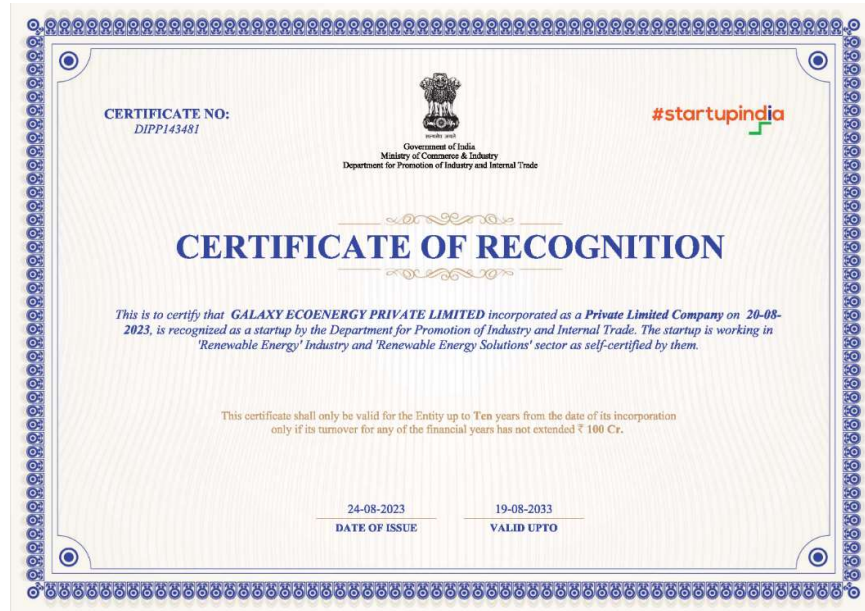 CERTIFICATE NO:
DIPP143481
#startupindia
सत्यमेव जयते
Government of India
Ministry of Commerce & Industry
Department for Promotion of Industry and Internal Trade
CERTIFICATE OF RECOGNITION
This is to certify that GALAXY ECOENERGY PRIVATE LIMITED incorporated as a Private Limited Company on 20-08-
2023, is recognized as a startup by the Department for Promotion of Industry and Internal Trade. The startup is working in
'Renewable Energy' Industry and 'Renewable Energy Solutions' sector as self-certified by them.
This certificate shall only be valid for the Entity up to Ten years from the date of its incorporation
only if its turnover for any of the financial years has not extended ₹ 100 Cr.
24-08-2023
DATE OF ISSUE
19-08-2033
VALID UPTO